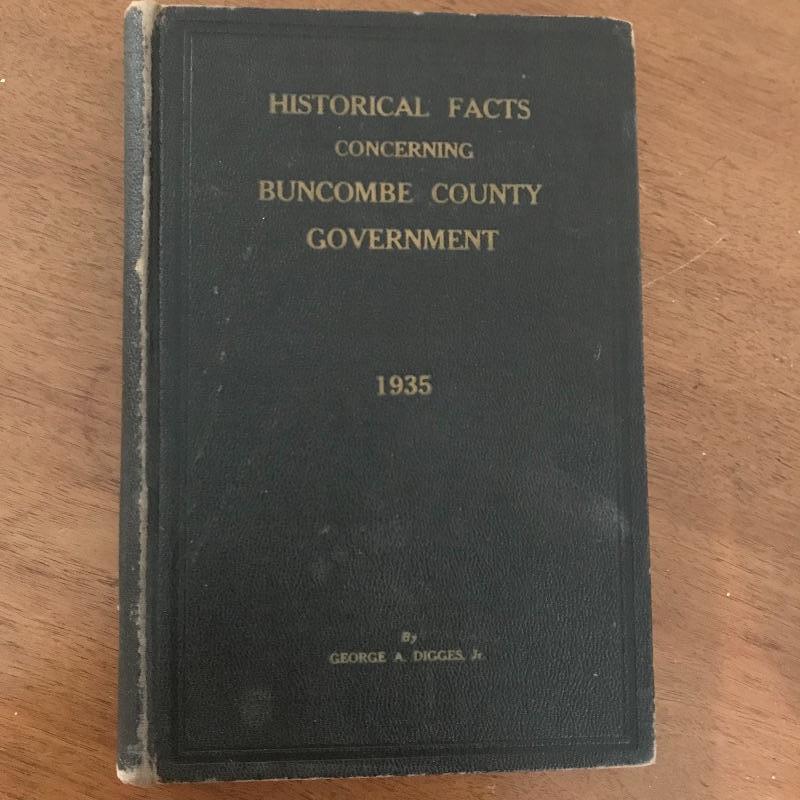 HISTORICAL FACTS
CONCERNING
BUNCOMBE COUNTY
GOVERNMENT
1935
By
GEORGE A. DIGGES, Jr.